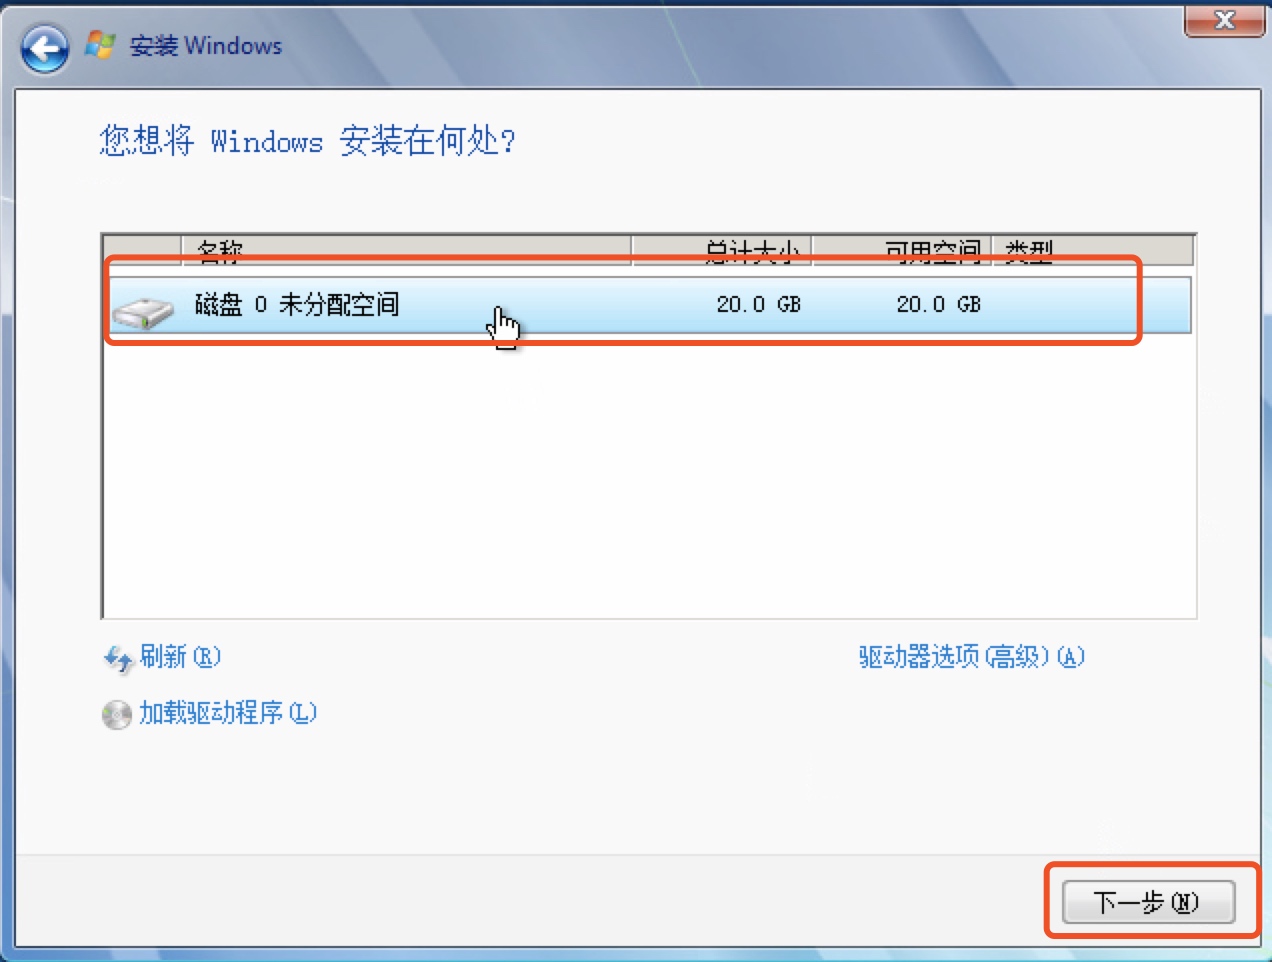 安装 Windows
您想将 Windows 安装在何处?
名称 总计大小 可用空间 类型
磁盘 0 未分配空间 20.0 GB 20.0 GB
刷新(R) 驱动器选项(高级)(A)
加载驱动程序(L)
下一步(N)